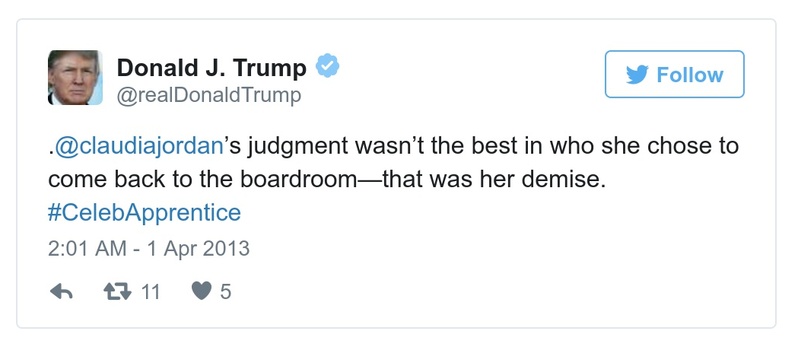 Donald J. Trump
@realDonaldTrump
Follow
.@claudiajordan’s judgment wasn’t the best in who she chose to
come back to the boardroom—that was her demise.
#CelebApprentice
2:01 AM - 1 Apr 2013
11 5